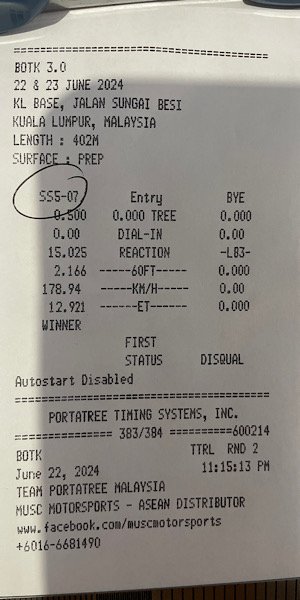 ==============================
BOTK 3.0
22 & 23 JUNE 2024
KL BASE, JALAN SUNGAI BESI
KUALA LUMPUR, MALAYSIA
LENGTH : 402M
SURFACE : PREP
==============================
SS5-07 Entry BYE
0.500 0.000 TREE 0.000
0.00 DIAL-IN 0.00
15.025 REACTION -L83-
2.166 -----60FT----- 0.000
178.94 -----KM/H----- 0.00
12.921 ------ET------ 0.000
WINNER
FIRST
STATUS DISQUAL
Autostart Disabled
==============================
PORTATREE TIMING SYSTEMS, INC.
=============== 383/384 ==========600214
BOTK TTRL RND 2
June 22, 2024 11:15:13 PM
TEAM PORTATREE MALAYSIA
MUSC MOTORSPORTS - ASEAN DISTRIBUTOR
www.facebook.com/muscmotorsports
+6016-6681490